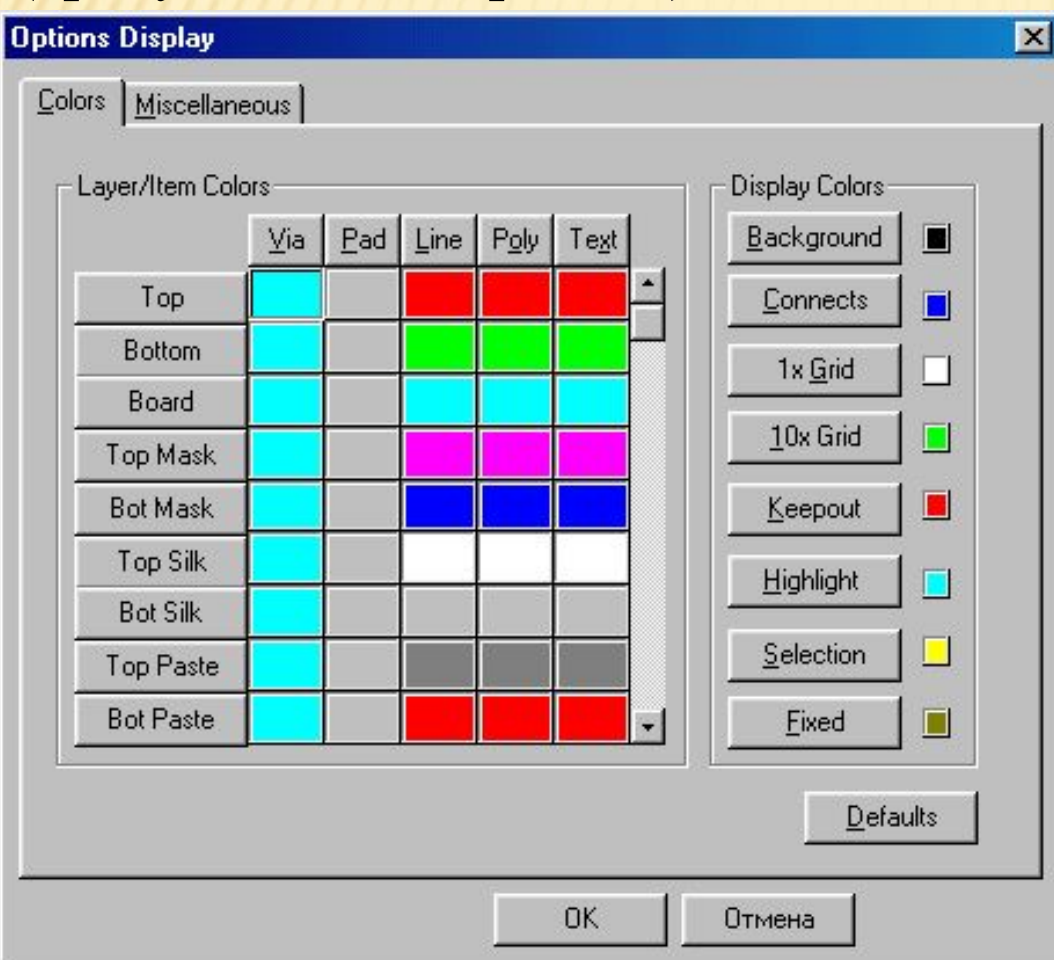 Options Display
Colors Miscellaneous
Layer/Item Colors
Via Pad Line Poly Text
Top
Bottom
Board
Top Mask
Bot Mask
Top Silk
Bot Silk
Top Paste
Bot Paste
Display Colors
Background
Connects
1x Grid
10x Grid
Keepout
Highlight
Selection
Fixed
Defaults
OK Отмена